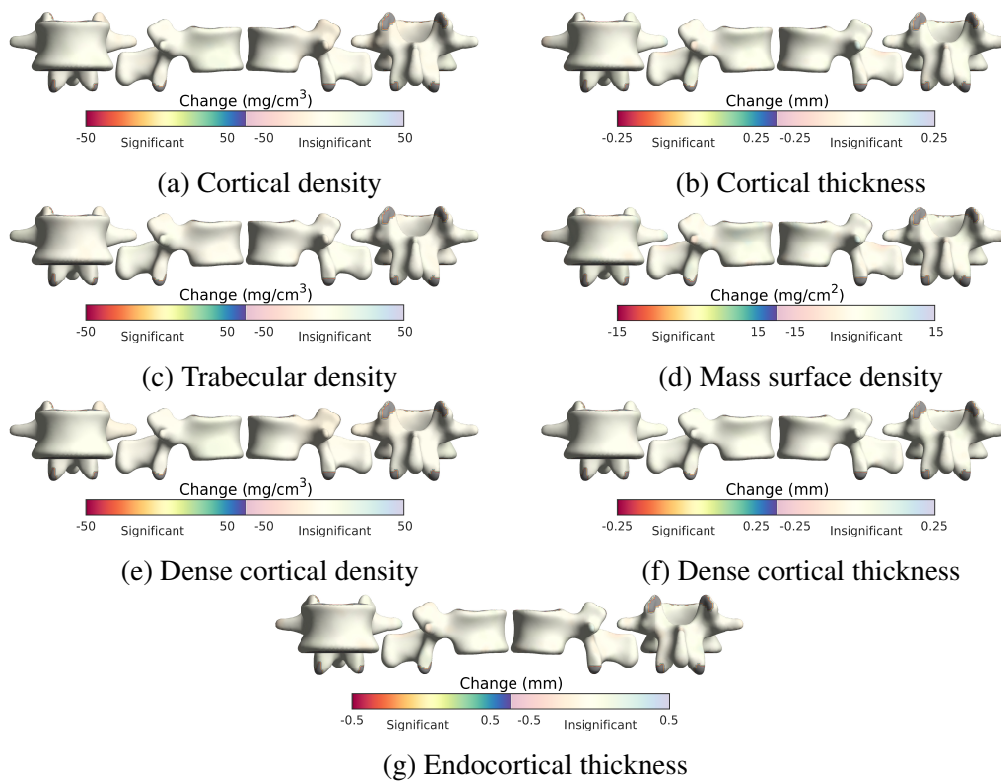 Change (mg/cm³)
-50 50 -50 50
Significant Insignificant
(a) Cortical density
Change (mm)
-0.25 0.25 -0.25 0.25
Significant Insignificant
(b) Cortical thickness
Change (mg/cm³)
-50 50 -50 50
Significant Insignificant
(c) Trabecular density
Change (mg/cm²)
-15 15 -15 15
Significant Insignificant
(d) Mass surface density
Change (mg/cm³)
-50 50 -50 50
Significant Insignificant
(e) Dense cortical density
Change (mm)
-0.25 0.25 -0.25 0.25
Significant Insignificant
(f) Dense cortical thickness
Change (mm)
-0.5 0.5 -0.5 0.5
Significant Insignificant
(g) Endocortical thickness